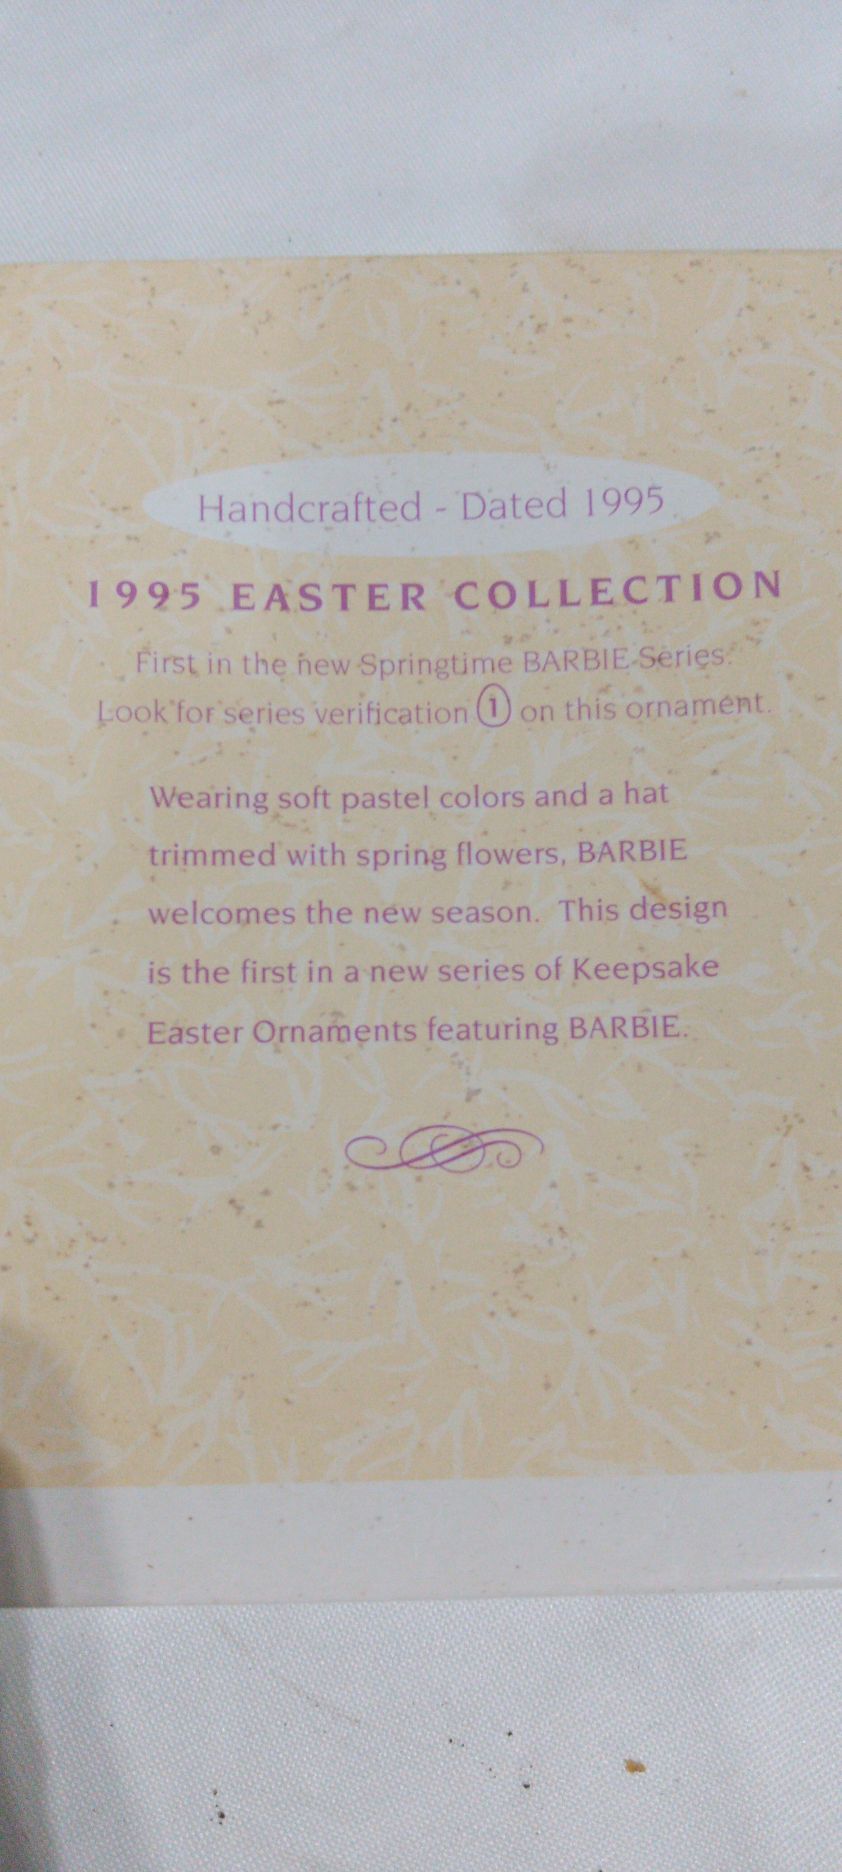 Handcrafted - Dated 1995
1995 EASTER COLLECTION
First in the new Springtime BARBIE Series.
Look for series verification ① on this ornament.
Wearing soft pastel colors and a hat
trimmed with spring flowers, BARBIE
welcomes the new season. This design
is the first in a new series of Keepsake
Easter Ornaments featuring BARBIE.